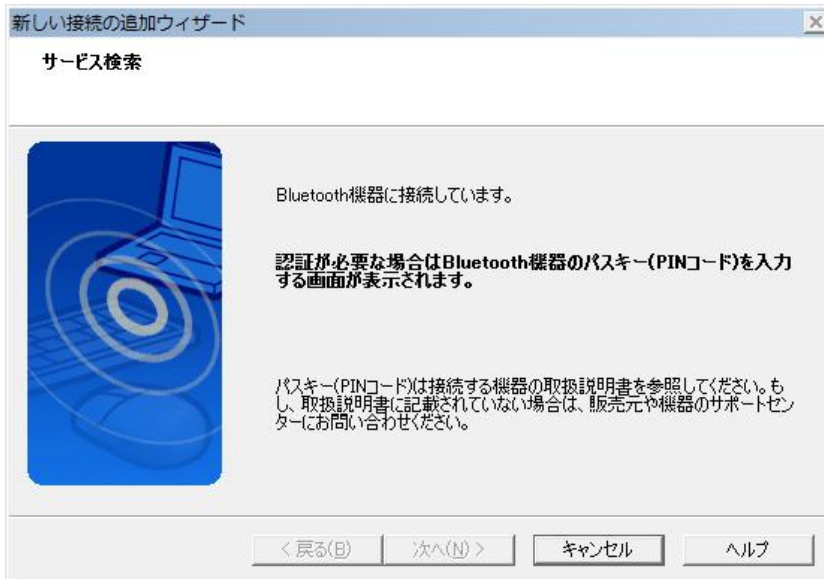 新しい接続の追加ウィザード
サービス検索
Bluetooth機器に接続しています。
認証が必要な場合はBluetooth機器のパスキー(PINコード)を入力
する画面が表示されます。
パスキー(PINコード)は接続する機器の取扱説明書を参照してください。も
し、取扱説明書に記載されていない場合は、販売元や機器のサポートセン
ターにお問い合わせください。
< 戻る(B) 次へ(N) > キャンセル ヘルプ